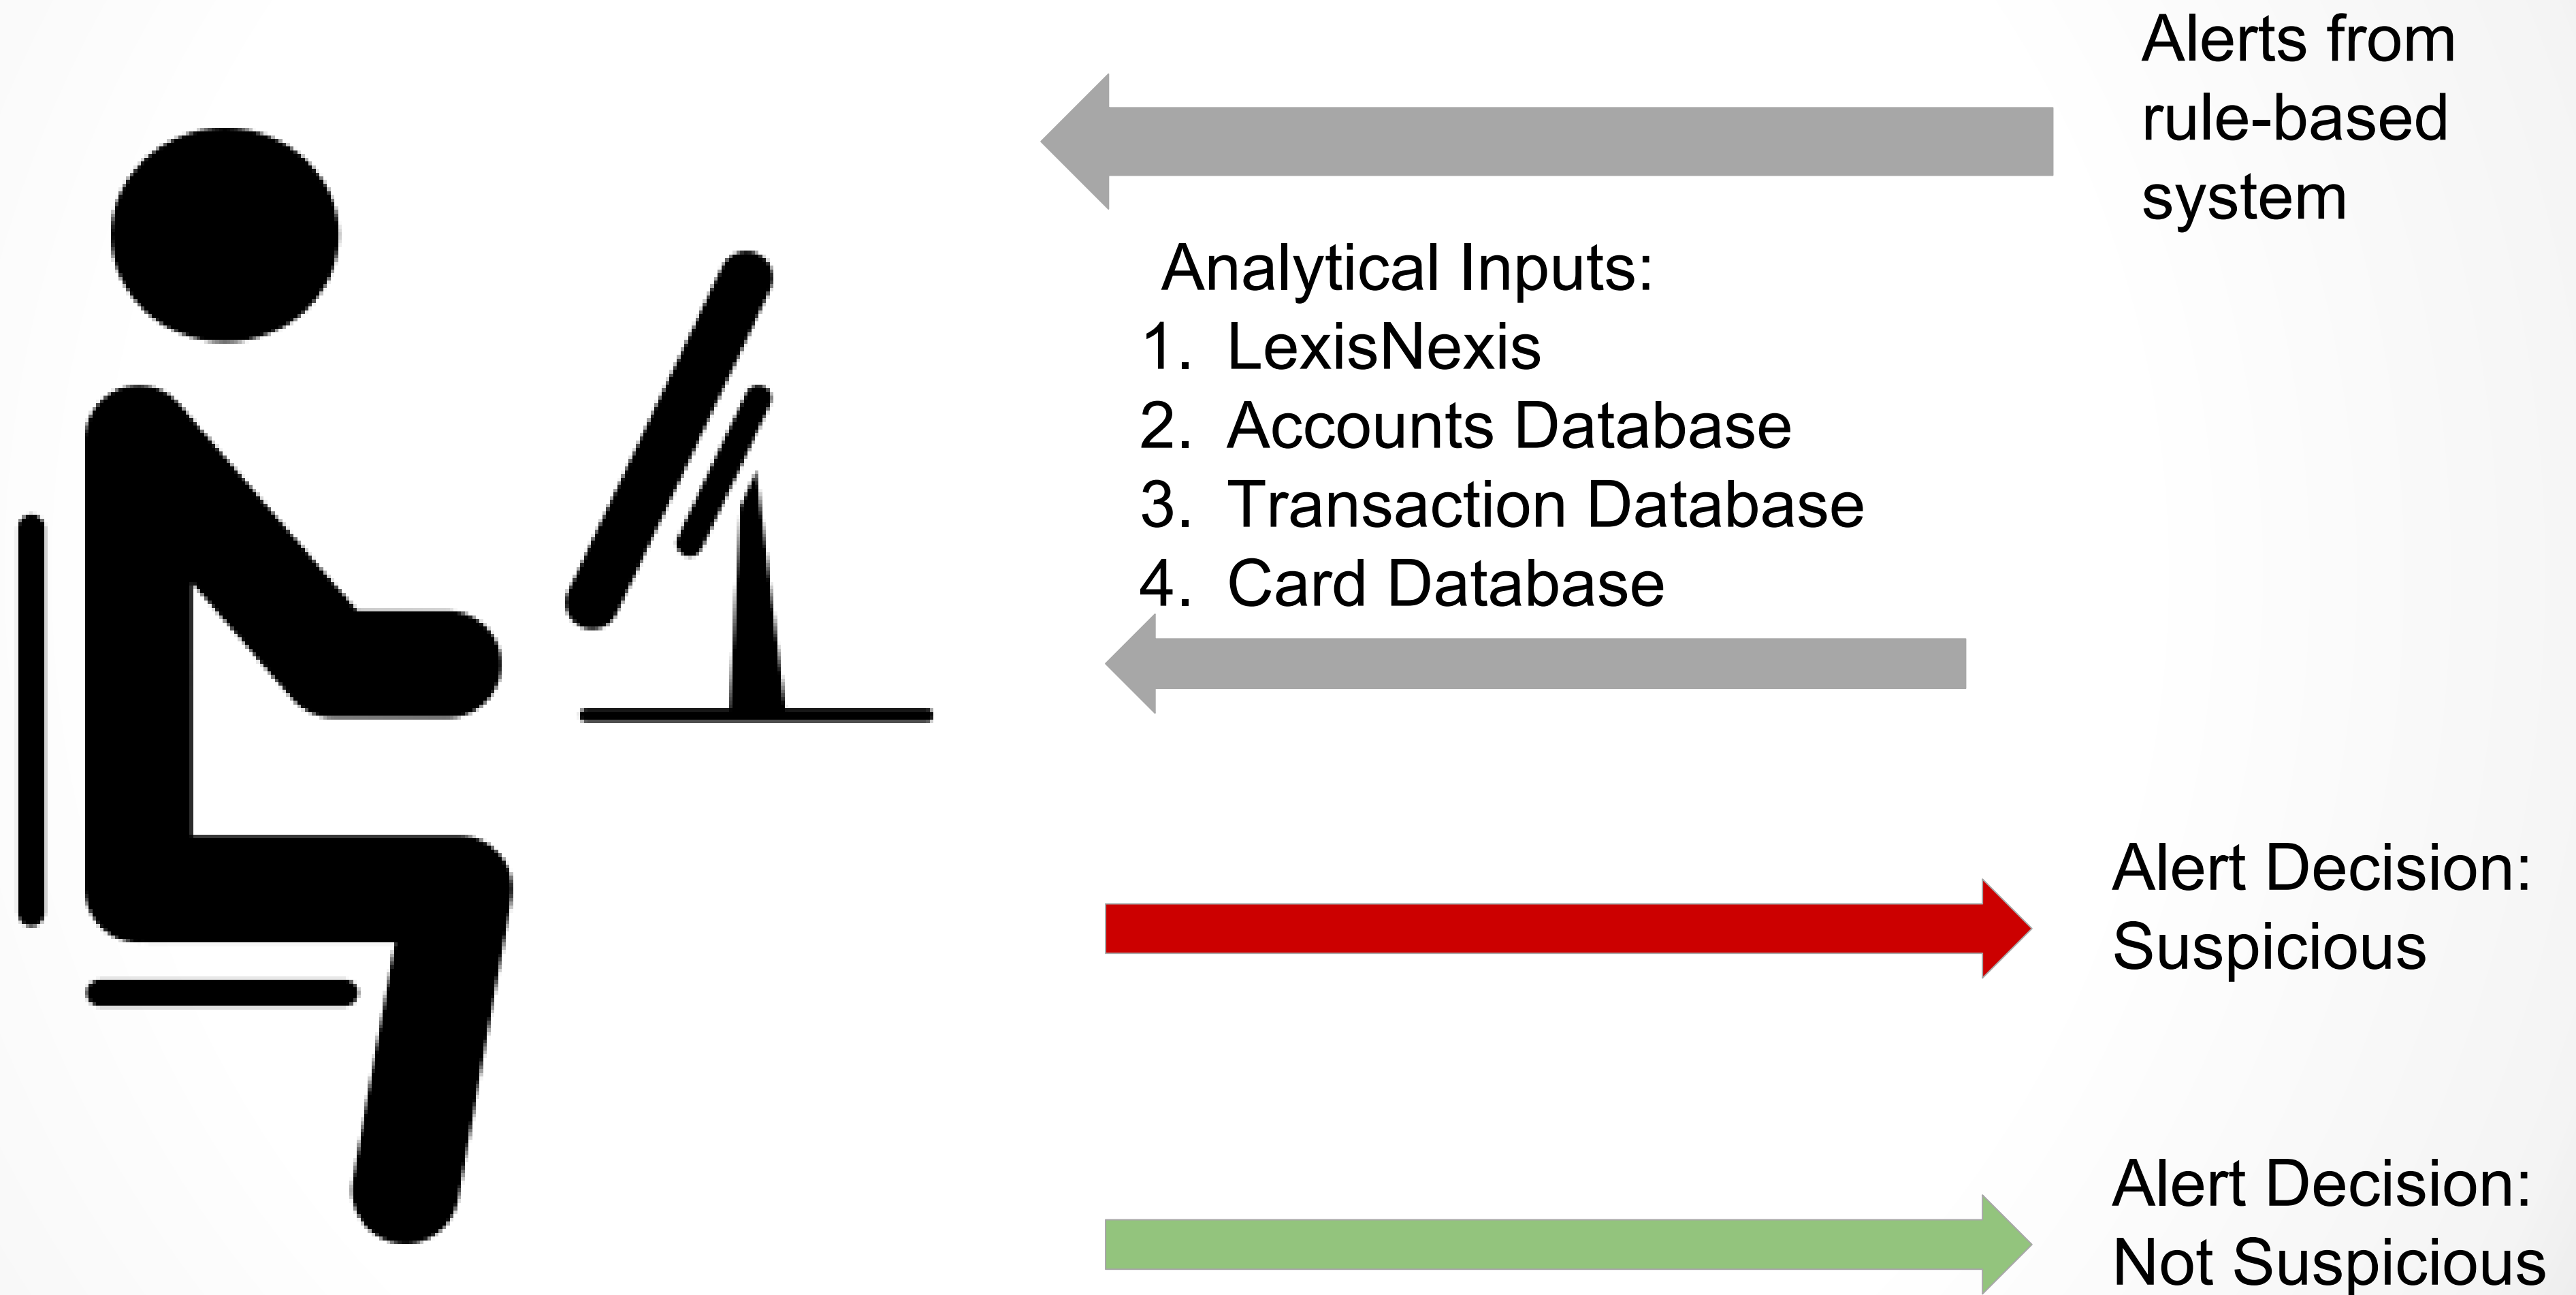 Alerts from
rule-based
system
Analytical Inputs:
1. LexisNexis
2. Accounts Database
3. Transaction Database
4. Card Database
Alert Decision:
Suspicious
Alert Decision:
Not Suspicious